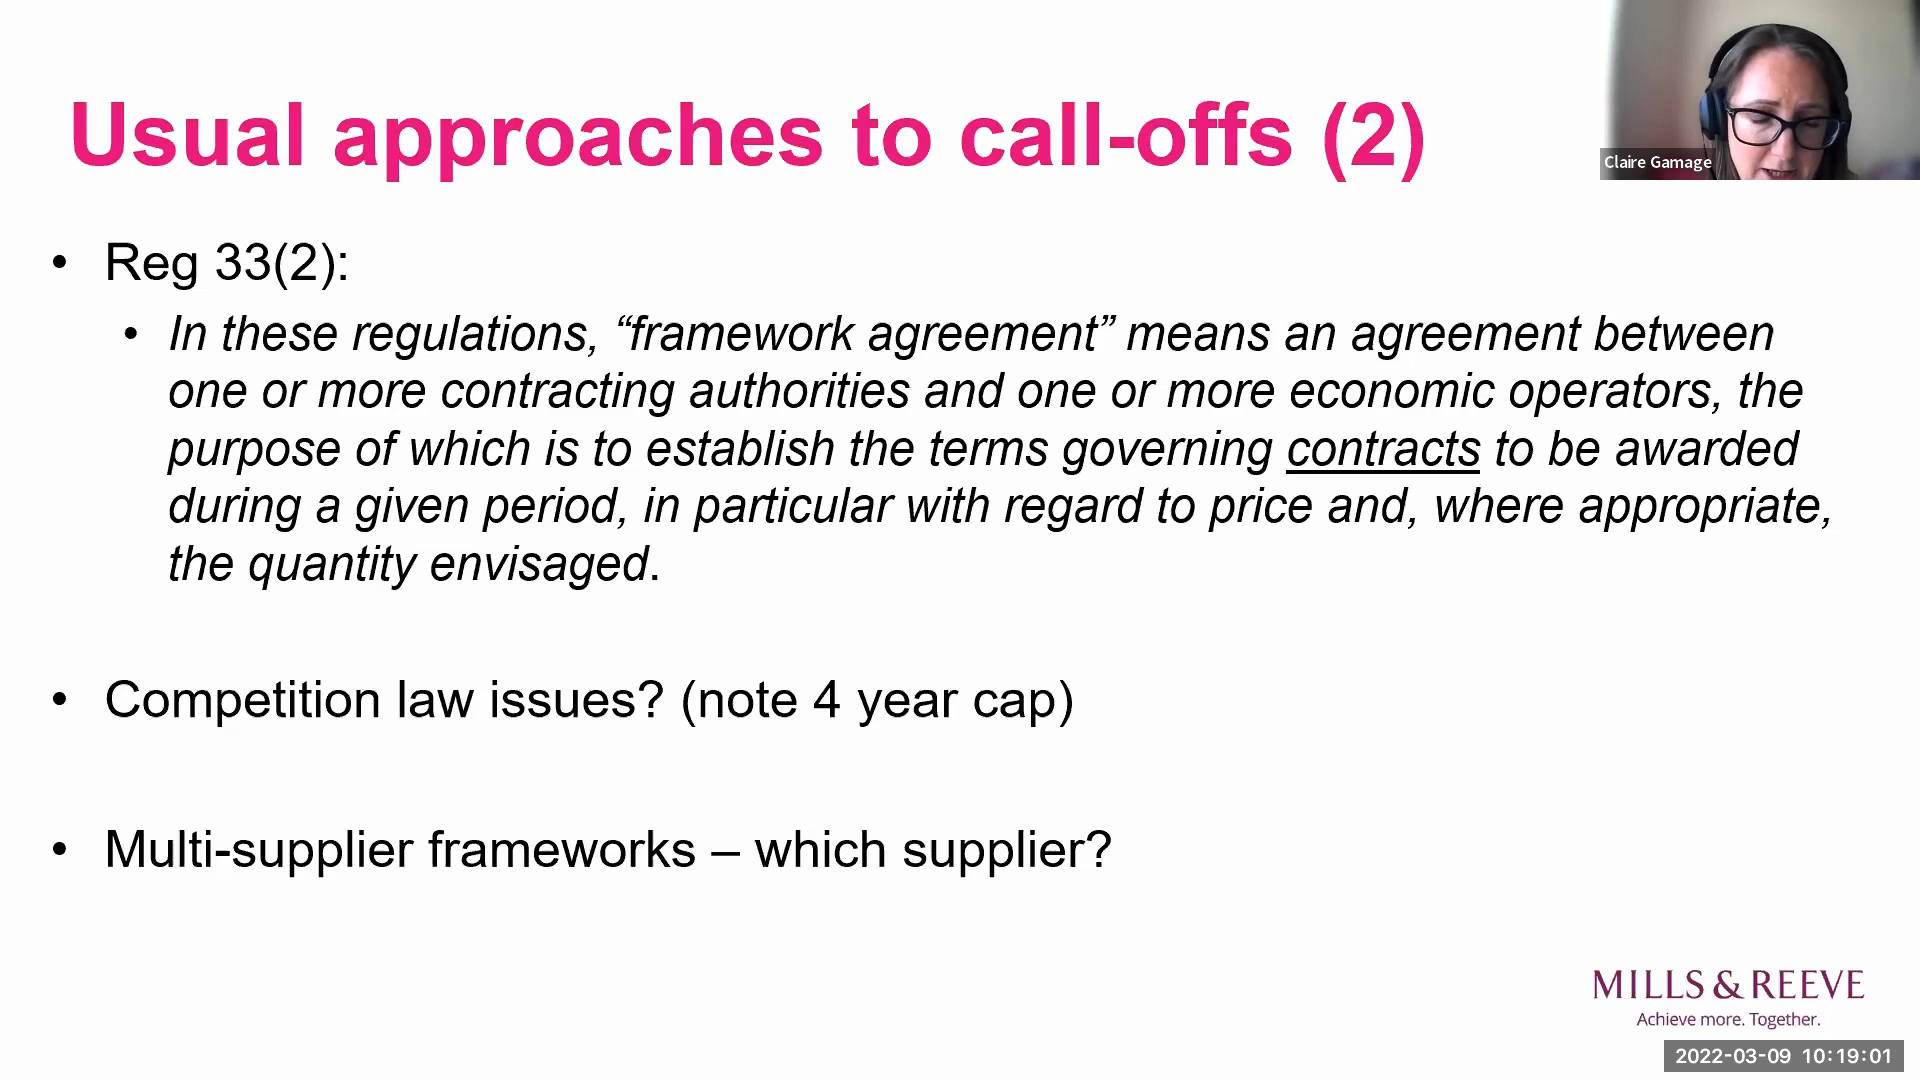 Usual approaches to call-offs (2)
Claire Gamage
• Reg 33(2):
• In these regulations, “framework agreement” means an agreement between
one or more contracting authorities and one or more economic operators, the
purpose of which is to establish the terms governing contracts to be awarded
during a given period, in particular with regard to price and, where appropriate,
the quantity envisaged.
• Competition law issues? (note 4 year cap)
• Multi-supplier frameworks – which supplier?
MILLS & REEVE
Achieve more. Together.
2022-03-09 10:19:01